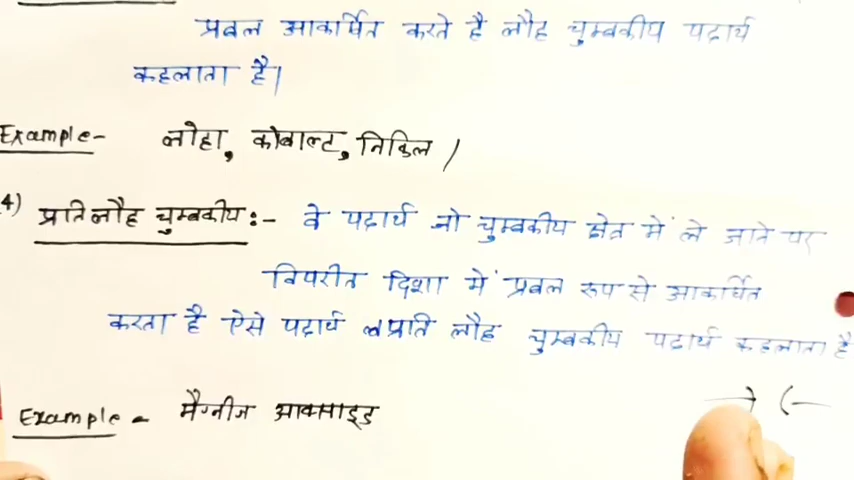 प्रबल आकर्षित करते है लौह चुम्बकीय पदार्थ
कहलाता है।
Example- लोहा, कोबाल्ट, निकिल /
4) प्रतिलौह चुम्बकीय :- वे पदार्थ जो चुम्बकीय क्षेत्र में ले जाने पर
विपरीत दिशा में प्रबल रूप से आकर्षित
करता है ऐसे पदार्थ प्रति लौह चुम्बकीय पदार्थ कहलाता है
Example - मैग्नीज आक्साइड